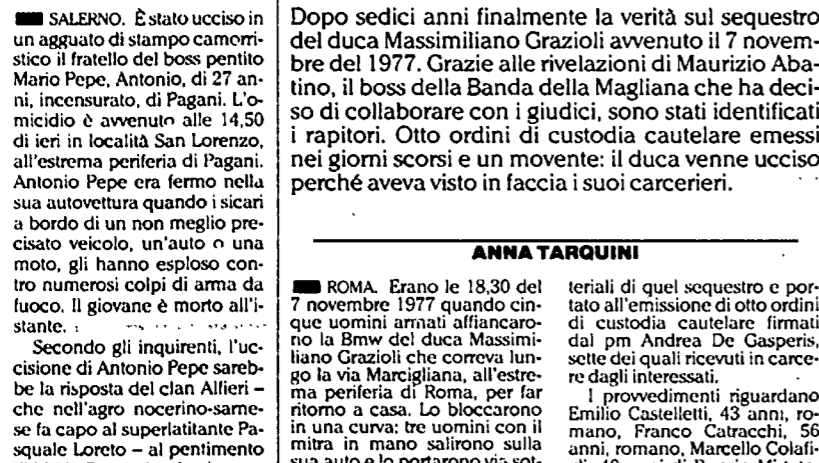 SALERNO. È stato ucciso in
un agguato di stampo camorri-
stico il fratello del boss pentito
Mario Pepe, Antonio, di 27 an-
ni, incensurato, di Pagani. L'o-
micidio è avvenuto alle 14,50
di ieri in località San Lorenzo,
all'estrema periferia di Pagani.
Antonio Pepe era fermo nella
sua autovettura quando i sicari
a bordo di un non meglio pre-
cisato veicolo, un'auto o una
moto, gli hanno esploso con-
tro numerosi colpi di arma da
fuoco. Il giovane è morto all'i-
stante.
Secondo gli inquirenti, l'uc-
cisione di Antonio Pepe sareb-
be la risposta del clan Alfieri –
che nell'agro nocerino-sarne-
se fa capo al superlatitante Pa-
squale Loreto – al pentimento
Dopo sedici anni finalmente la verità sul sequestro
del duca Massimiliano Grazioli avvenuto il 7 novem-
bre del 1977. Grazie alle rivelazioni di Maurizio Aba-
tino, il boss della Banda della Magliana che ha deci-
so di collaborare con i giudici, sono stati identificati
i rapitori. Otto ordini di custodia cautelare emessi
nei giorni scorsi e un movente: il duca venne ucciso
perché aveva visto in faccia i suoi carcerieri.
ANNA TARQUINI
ROMA. Erano le 18,30 del
7 novembre 1977 quando cin-
que uomini armati affiancaro-
no la Bmw del duca Massimi-
liano Grazioli che correva lun-
go la via Marcigliana, all'estre-
ma periferia di Roma, per far
ritorno a casa. Lo bloccarono
in una curva: tre uomini con il
mitra in mano salirono sulla
sua auto e lo portarono via sot-
teriali di quel sequestro e por-
tato all'emissione di otto ordini
di custodia cautelare firmati
dal pm Andrea De Gasperis,
sette dei quali ricevuti in carce-
re dagli interessati.
I provvedimenti riguardano
Emilio Castelletti, 43 anni, ro-
mano, Franco Catracchi, 56
anni, romano, Marcello Colafi-